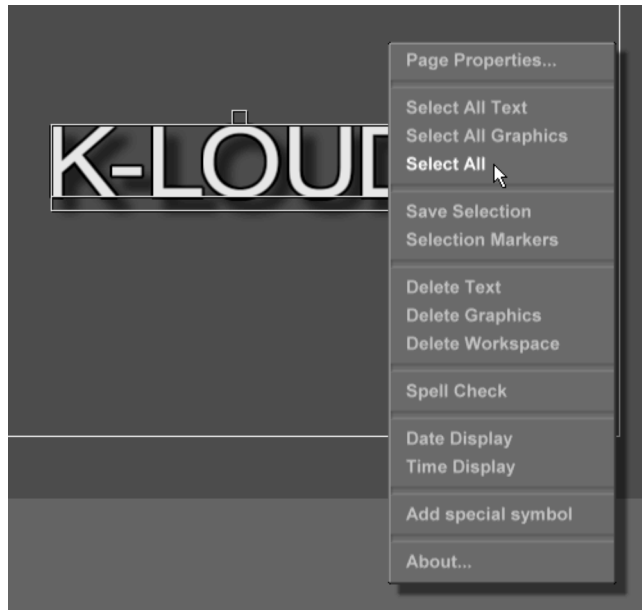 K-LOUD
Page Properties...
Select All Text
Select All Graphics
Select All
Save Selection
Selection Markers
Delete Text
Delete Graphics
Delete Workspace
Spell Check
Date Display
Time Display
Add special symbol
About...